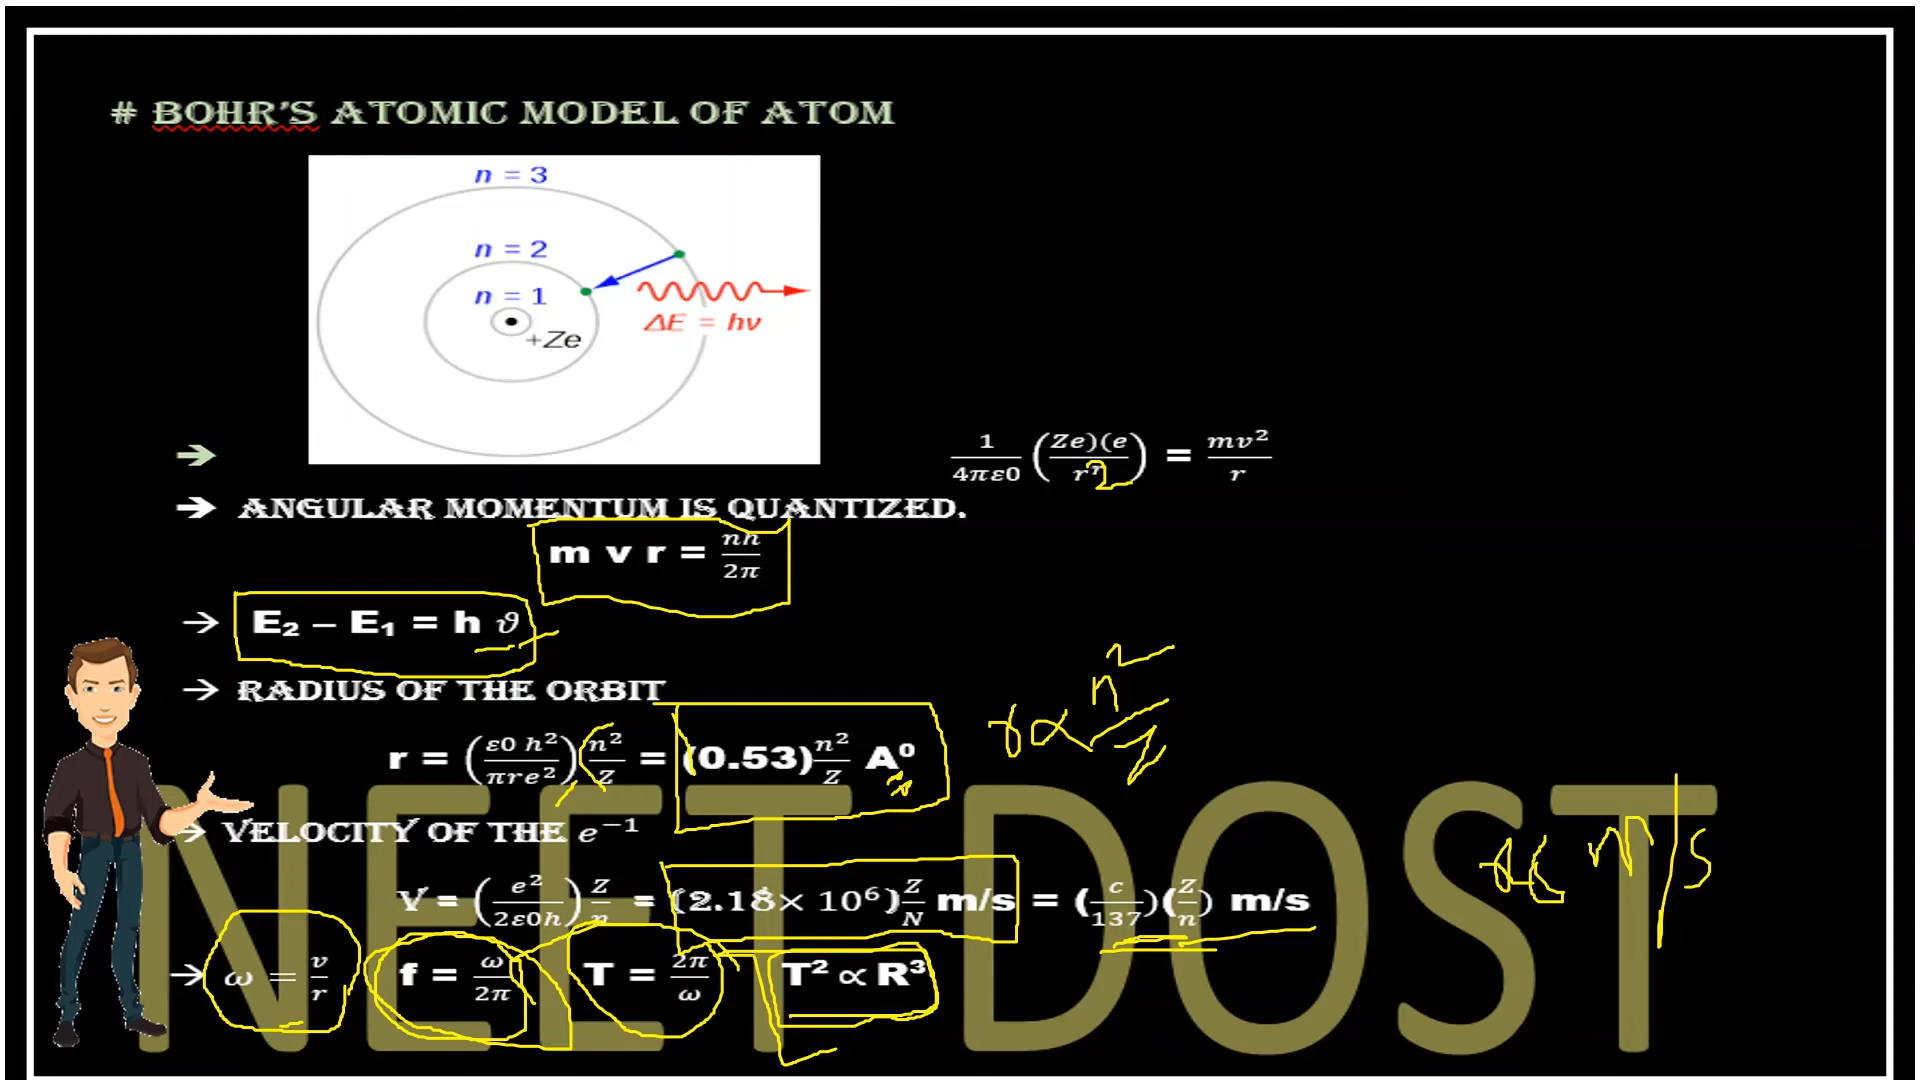 # BOHR'S ATOMIC MODEL OF ATOM
n = 3
n = 2
n = 1
+Ze
ΔE = hν
→ 1/4πε0 ((Ze)(e/r 2) = mv²/r
→ ANGULAR MOMENTUM IS QUANTIZED.
m v r = nh/2π
→ E₂ – E₁ = h ϑ
→ RADIUS OF THE ORBIT
r ∝ n²/Z
r = (ε0 h²/πre²) n²/Z = (0.53) n²/Z A⁰
→ VELOCITY OF THE e⁻¹
m/s
V = (e²/2ε0h) Z/n = (2.18× 10⁶) Z/N m/s = (c/137)(Z/n) m/s
→ ω = v/r f = ω/2π T = 2π/ω T² ∝ R³
NEET DOST